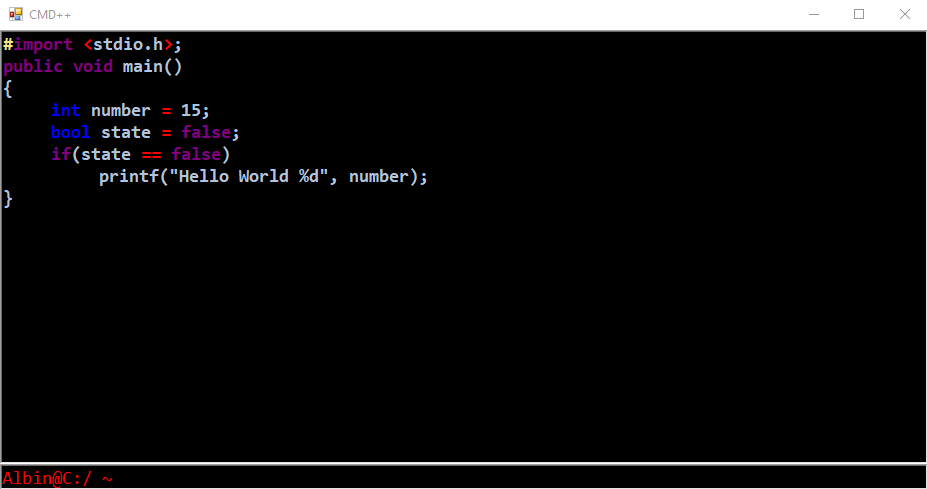 CMD++
#import <stdio.h>;
public void main()
{
int number = 15;
bool state = false;
if(state == false)
printf("Hello World %d", number);
}
Albin@C:/ ~